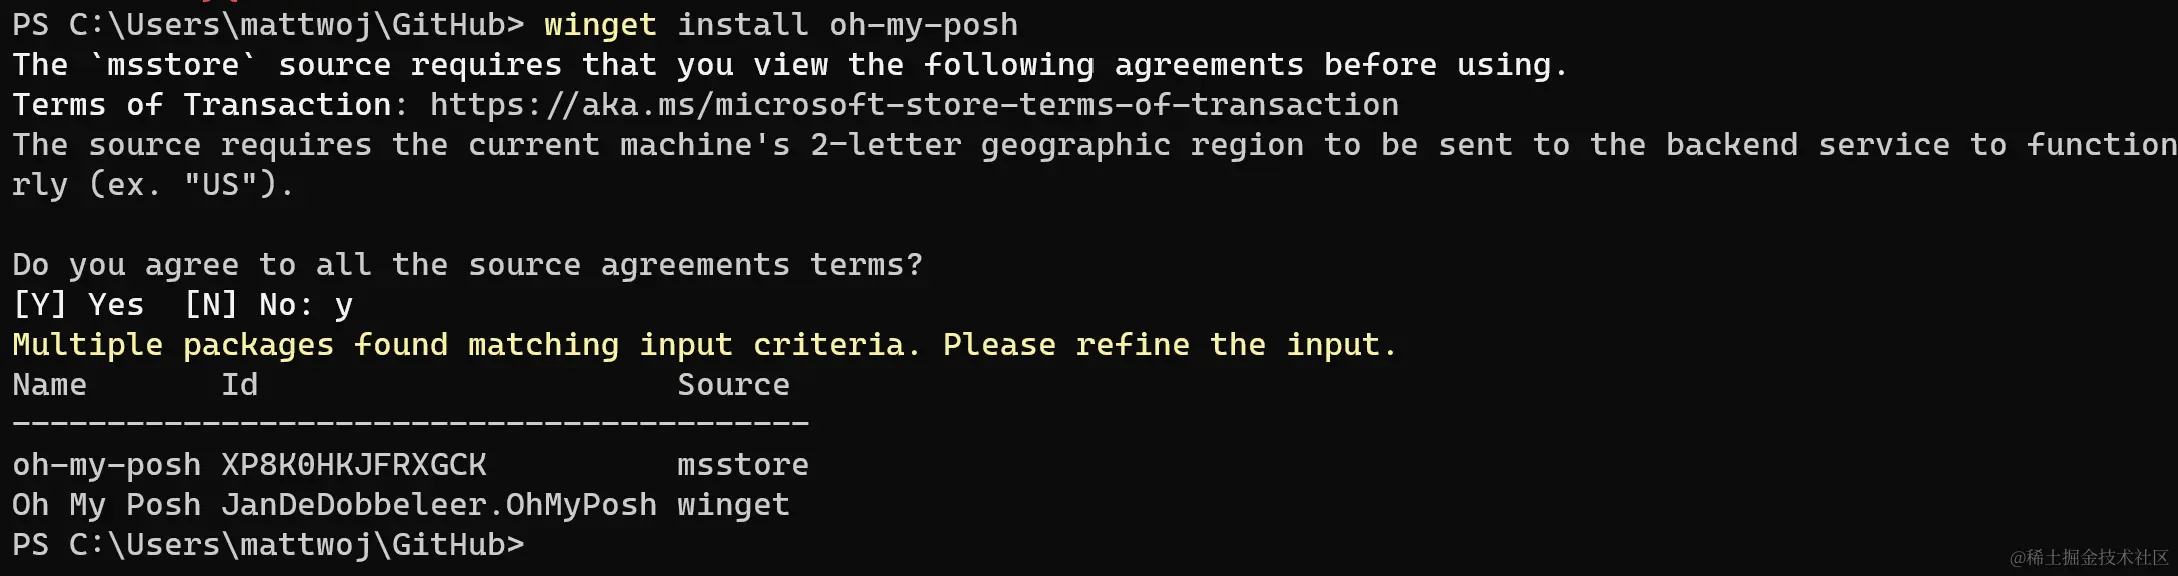 PS C:\Users\mattwoj\GitHub> winget install oh-my-posh
The `msstore` source requires that you view the following agreements before using.
Terms of Transaction: https://aka.ms/microsoft-store-terms-of-transaction
The source requires the current machine's 2-letter geographic region to be sent to the backend service to function
rly (ex. "US").
Do you agree to all the source agreements terms?
[Y] Yes  [N] No: y
Multiple packages found matching input criteria. Please refine the input.
Name       Id                      Source
------------------------------------------
oh-my-posh XP8K0HKJFRXGCK          msstore
Oh My Posh JanDeDobbeleer.OhMyPosh winget
PS C:\Users\mattwoj\GitHub>
@稀土掘金技术社区